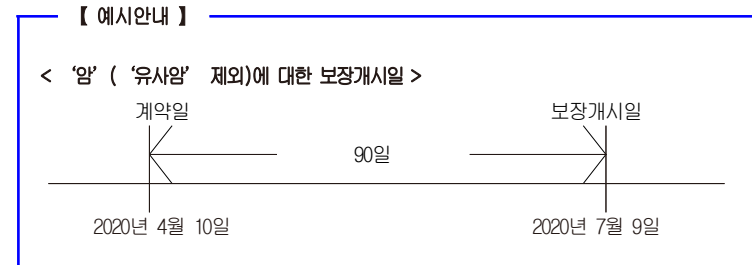 【 예시안내 】
< ‘암’ ( ‘유사암’ 제외)에 대한 보장개시일 >
계약일 보장개시일
90일
2020년 4월 10일 2020년 7월 9일